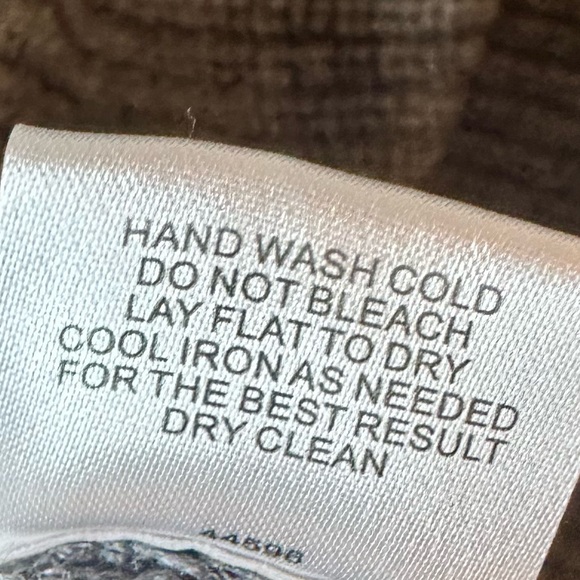 HAND WASH COLD
DO NOT BLEACH
LAY FLAT TO DRY
COOL IRON AS NEEDED
FOR THE BEST RESULT
DRY CLEAN